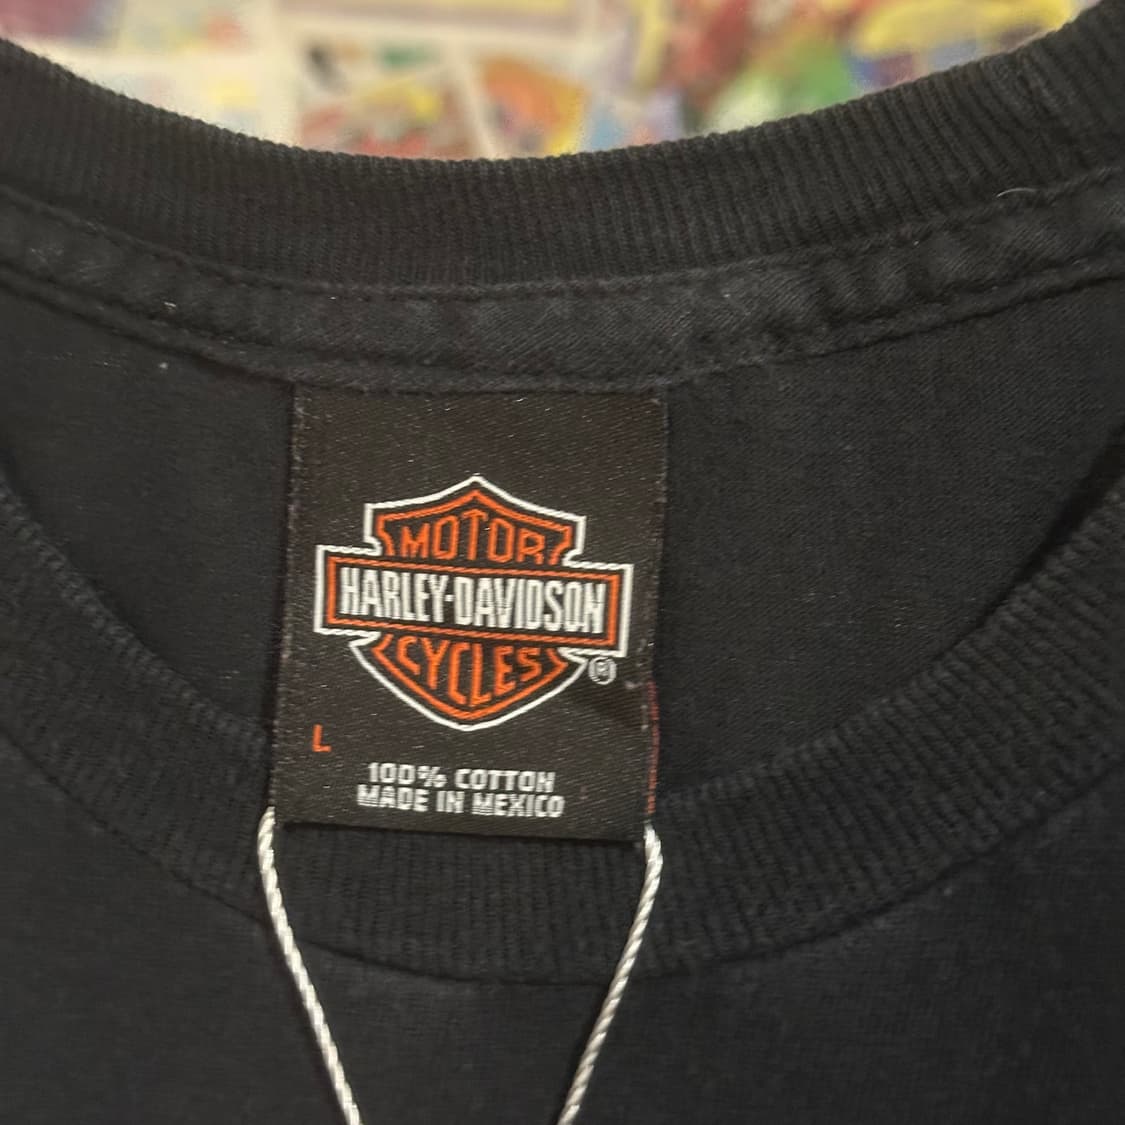 MOTOR
HARLEY-DAVIDSON
CYCLES
®
L
100% COTTON
MADE IN MEXICO